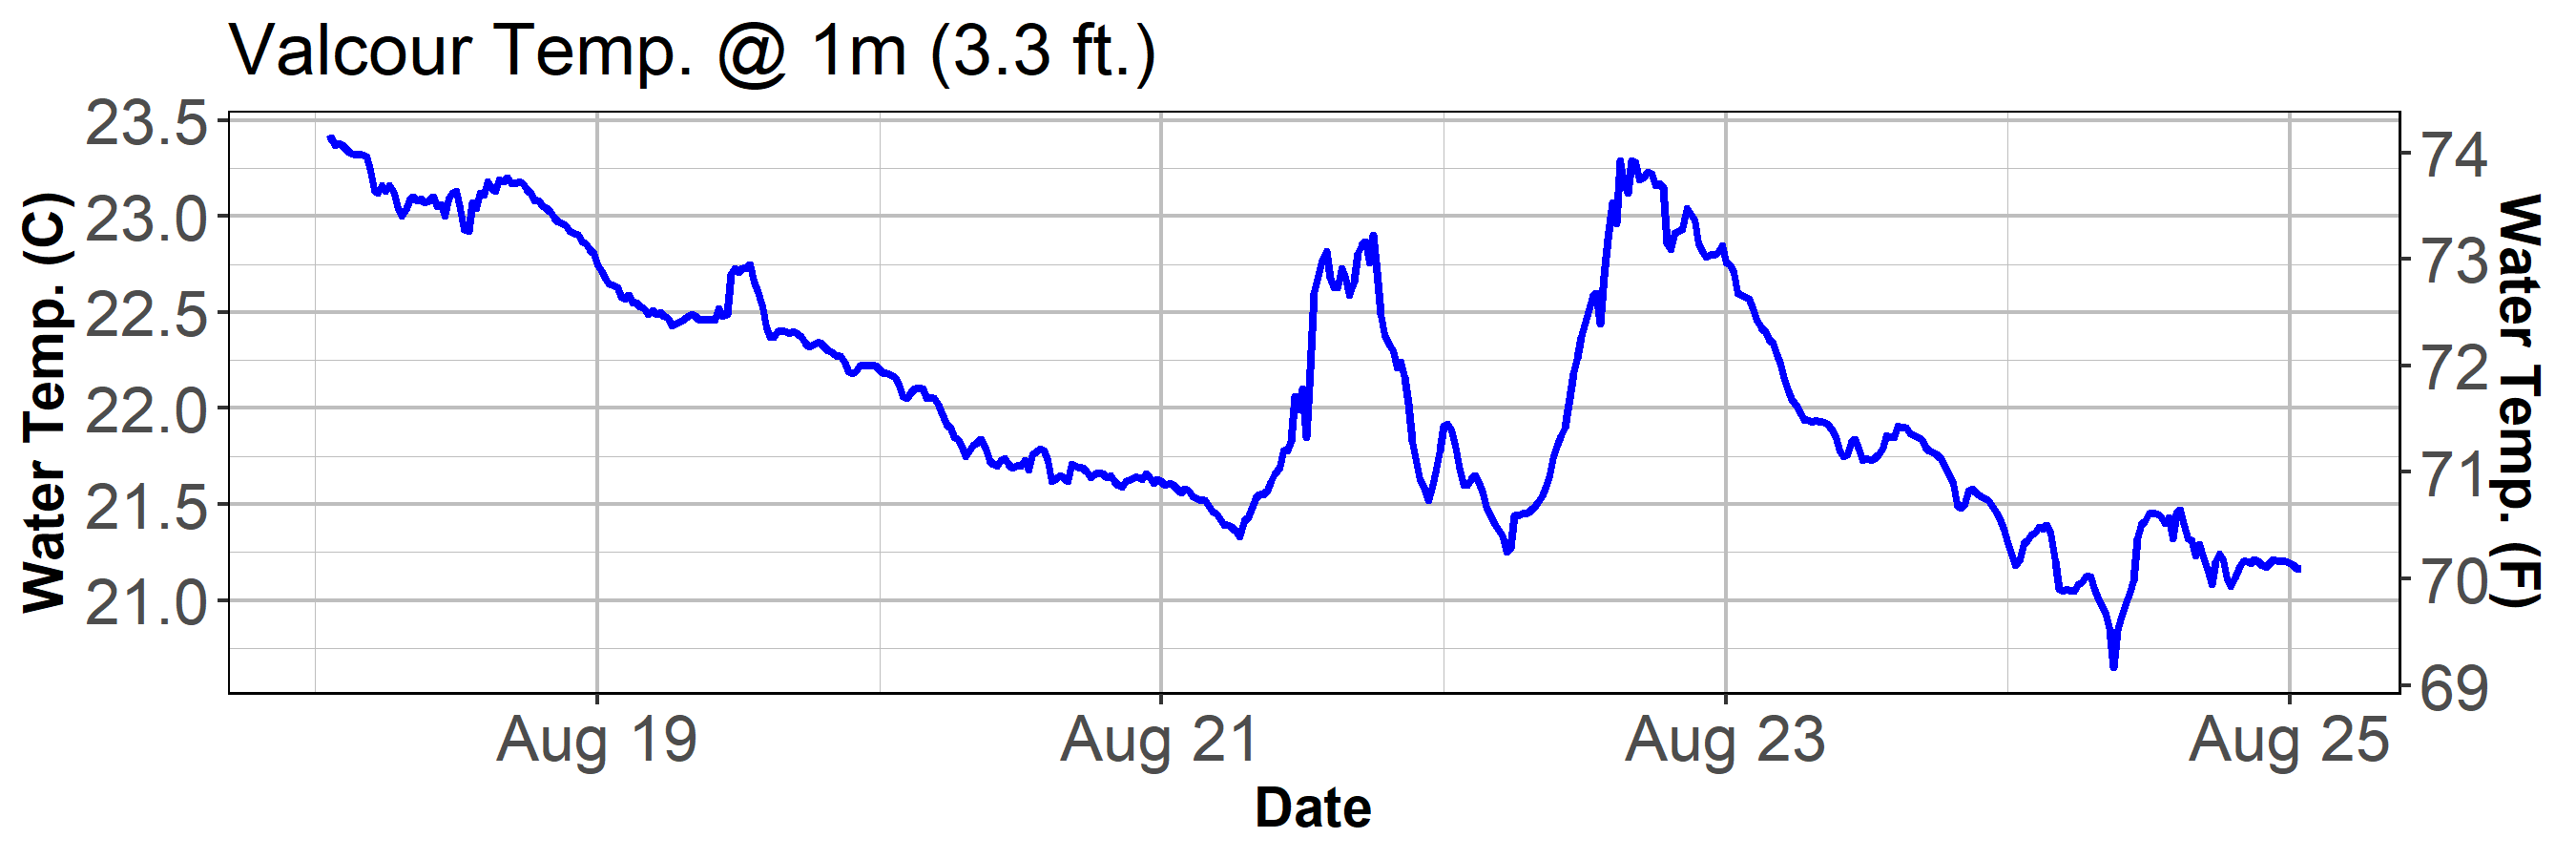 Valcour Temp. @ 1m (3.3 ft.)
Water Temp. (C)
23.5
23.0
22.5
22.0
21.5
21.0
74
73
72
71
70
69
Water Temp. (F)
Aug 19
Aug 21
Aug 23
Aug 25
Date